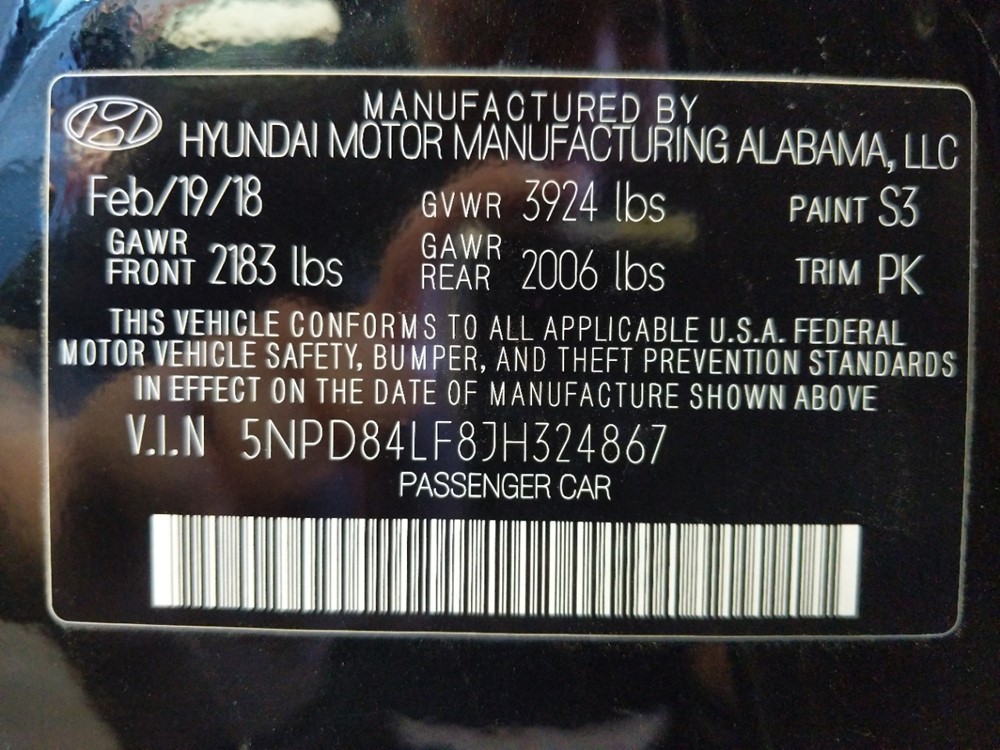 MANUFACTURED BY
HYUNDAI MOTOR MANUFACTURING ALABAMA, LLC
Feb/19/18 GVWR 3924 lbs PAINT S3
GAWR FRONT 2183 lbs GAWR REAR 2006 lbs TRIM PK
THIS VEHICLE CONFORMS TO ALL APPLICABLE U.S.A. FEDERAL
MOTOR VEHICLE SAFETY, BUMPER, AND THEFT PREVENTION STANDARDS
IN EFFECT ON THE DATE OF MANUFACTURE SHOWN ABOVE
V.I.N 5NPD84LF8JH324867
PASSENGER CAR